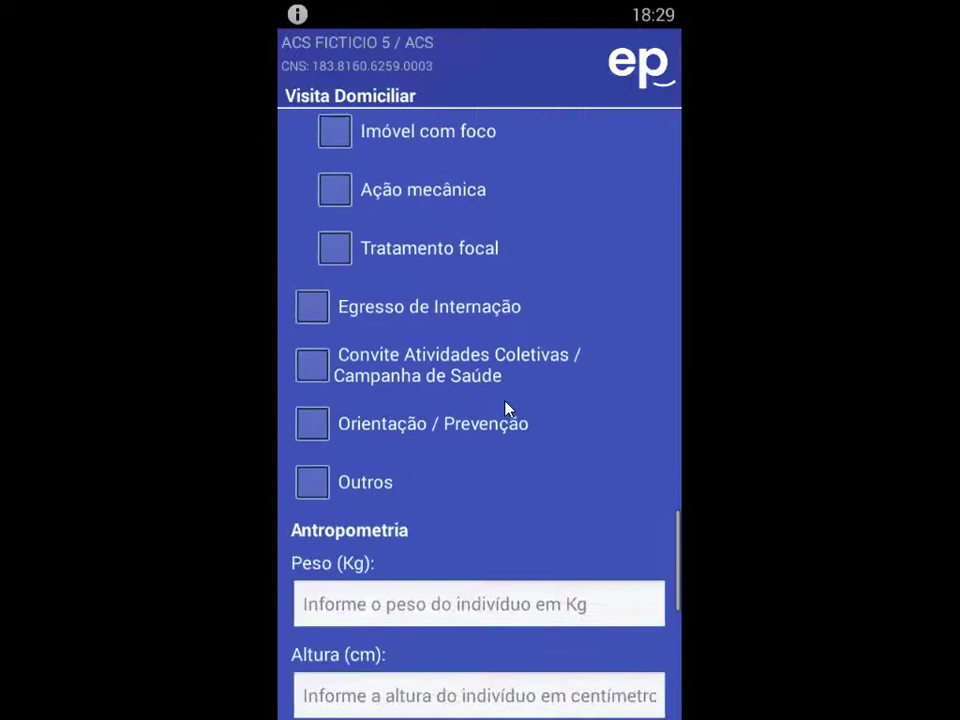 18:29
ACS FICTICIO 5 / ACS
CNS: 183.8160.6259.0003
ep
Visita Domiciliar
Imóvel com foco
Ação mecânica
Tratamento focal
Egresso de Internação
Convite Atividades Coletivas /
Campanha de Saúde
Orientação / Prevenção
Outros
Antropometria
Peso (Kg):
Informe o peso do indivíduo em Kg
Altura (cm):
Informe a altura do indivíduo em centímetro